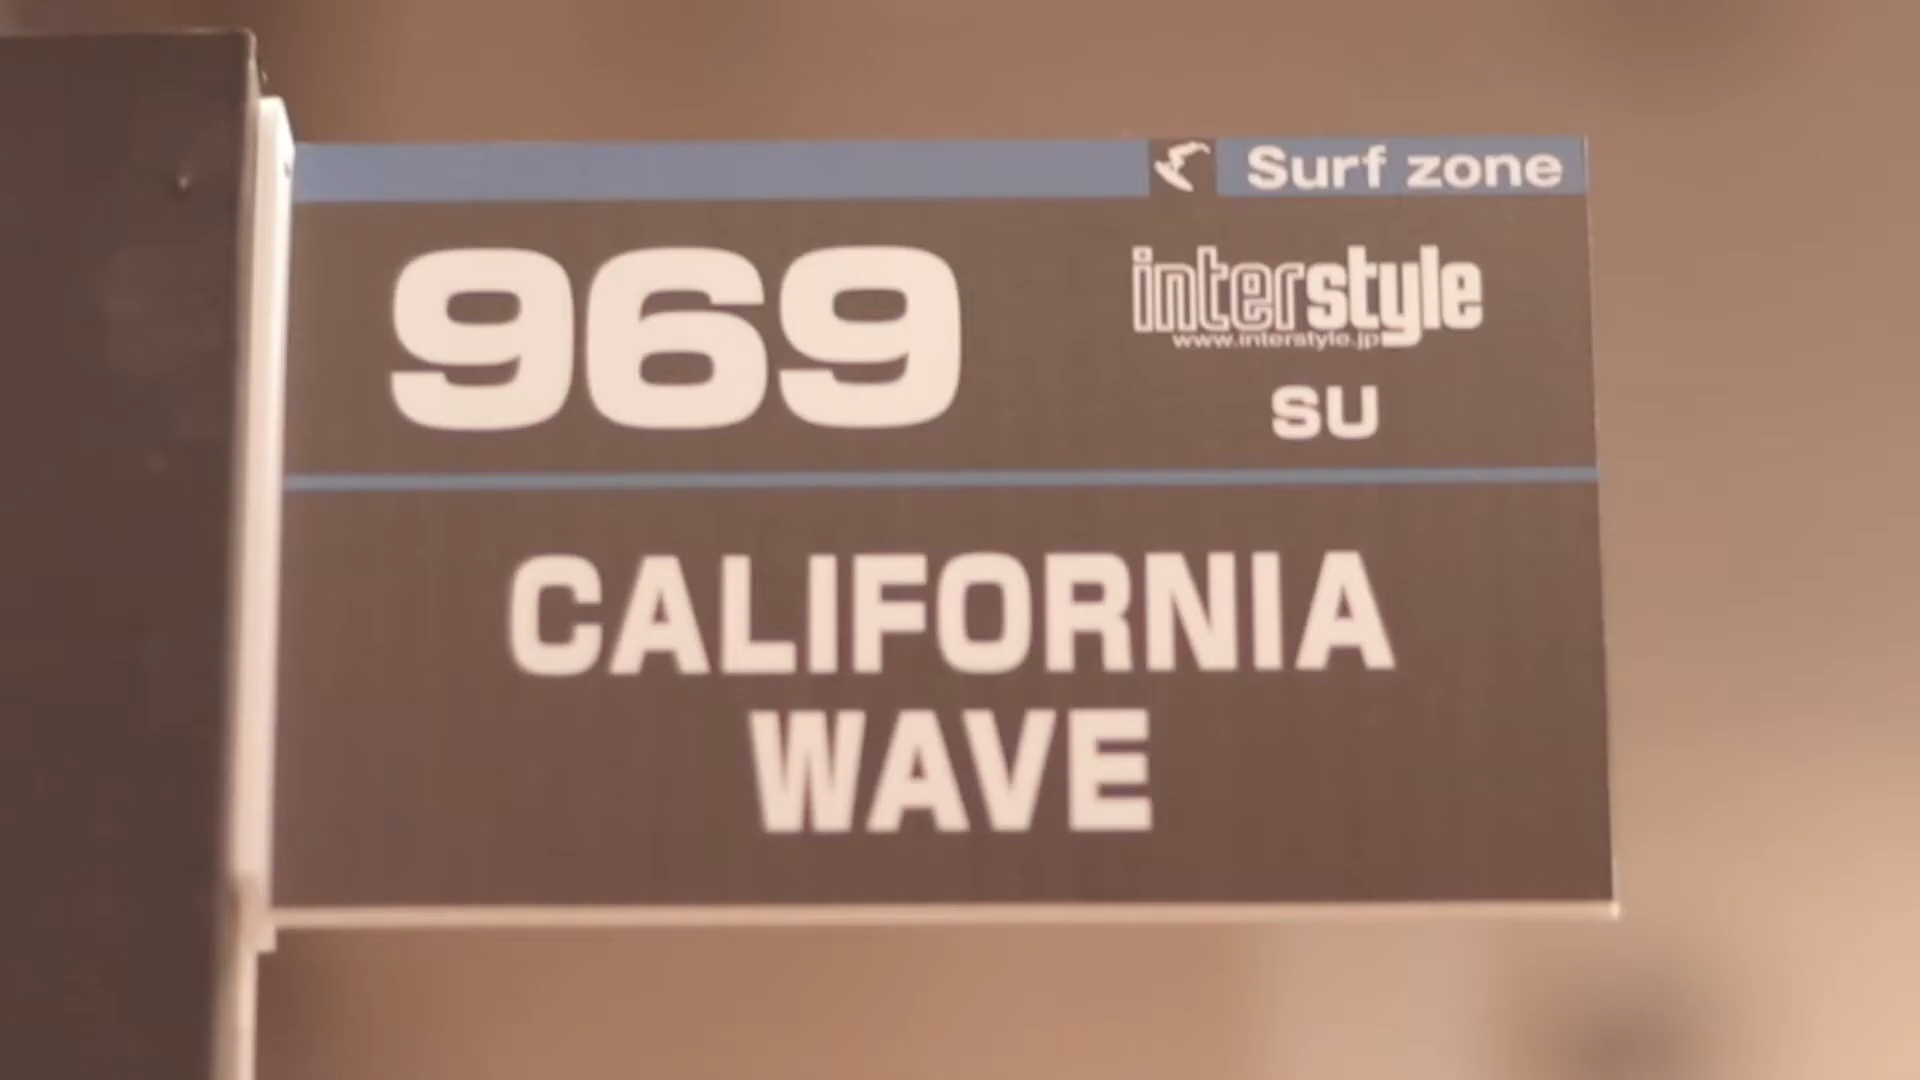 Surf zone
969
interstyle
www.interstyle.jp
SU
CALIFORNIA
WAVE